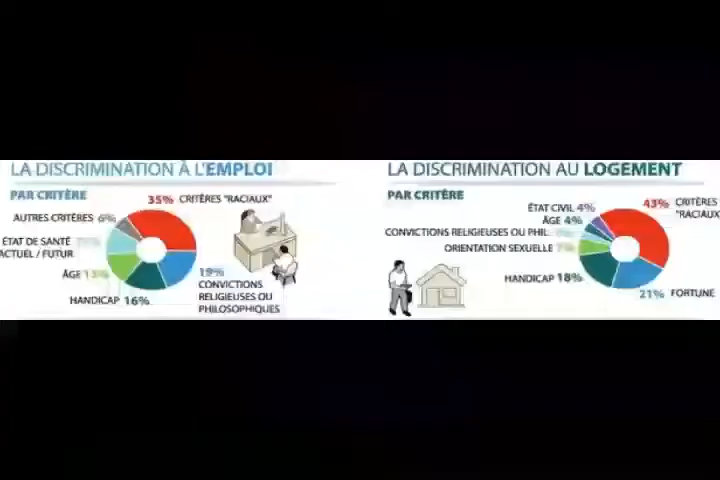 LA DISCRIMINATION À L'EMPLOI
PAR CRITÈRE
35% CRITÈRES "RACIAUX"
AUTRES CRITÈRES 6%
ÉTAT DE SANTÉ
ACTUEL / FUTUR
ÂGE 13%
HANDICAP 16%
19%
CONVICTIONS
RELIGIEUSES OU
PHILOSOPHIQUES
LA DISCRIMINATION AU LOGEMENT
PAR CRITÈRE
43% CRITÈRES
"RACIAUX
ÉTAT CIVIL 4%
ÂGE 4%
CONVICTIONS RELIGIEUSES OU PHIL.
ORIENTATION SEXUELLE 7%
HANDICAP 18%
21% FORTUNE